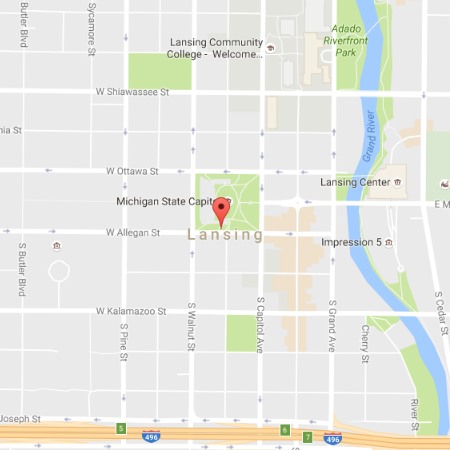 N Butler Blvd
N Sycamore St
Adado
Riverfront
Park
Lansing Community
College - Welcome...
W Shiawassee St
Grand River
nia St
W Ottawa St
Lansing Center
Michigan State Capito
E M
W Allegan St
Lansing
Impression 5
S Butler Blvd
S Pine St
S Walnut St
S Capitol Ave
S Grand Ave
Cherry St
S Cedar St
W Kalamazoo St
River St
Joseph St
5
496
6
7
496